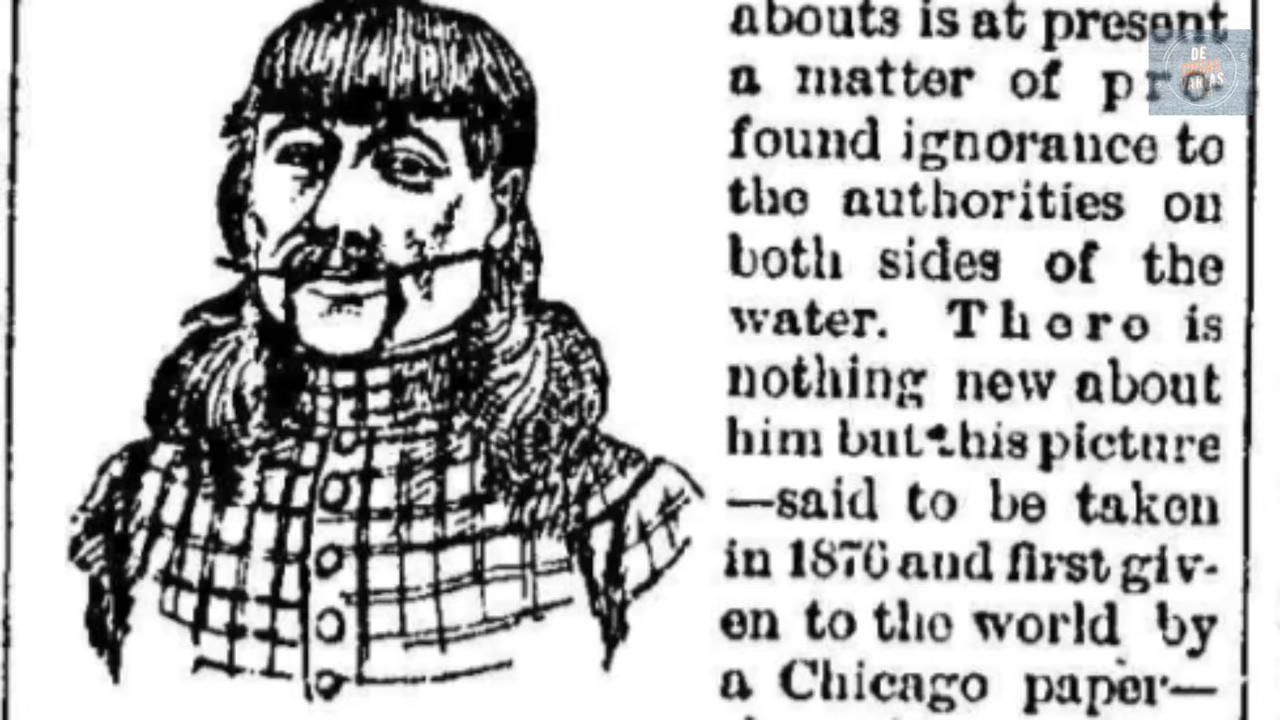 abouts is at present
a matter of pro-
found ignorance to
the authorities on
both sides of the
water. There is
nothing new about
him but this picture
—said to be taken
in 1876 and first giv-
en to the world by
a Chicago paper—
DE